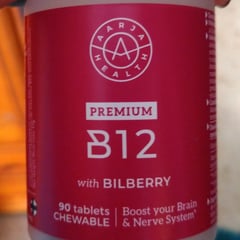 AARJA
HEALTH
PREMIUM
B12
with BILBERRY
90 tablets
CHEWABLE
Boost your Brain
& Nerve System*